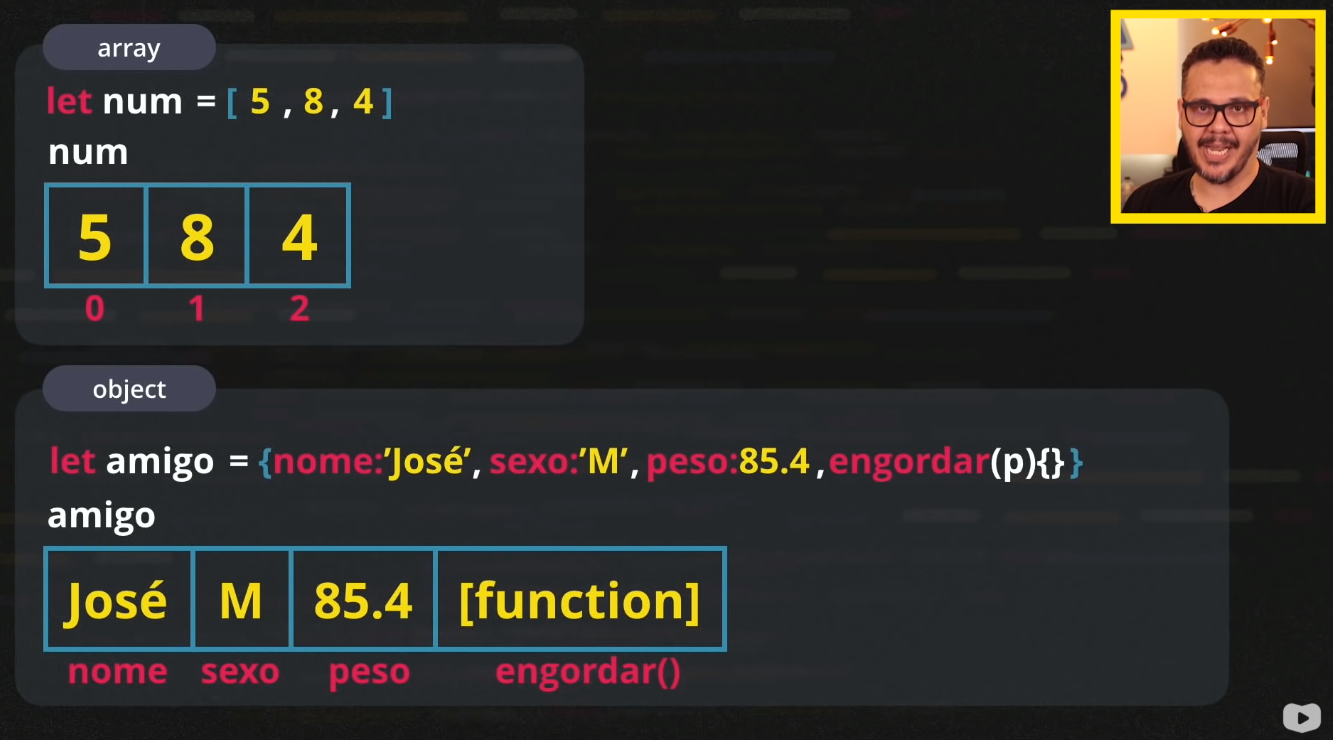 array
let num = [ 5 , 8 , 4 ]
num
5 8 4
0 1 2
object
let amigo = {nome:’José’, sexo:’M’, peso:85.4 ,engordar(p){} }
amigo
José M 85.4 [function]
nome sexo peso engordar()